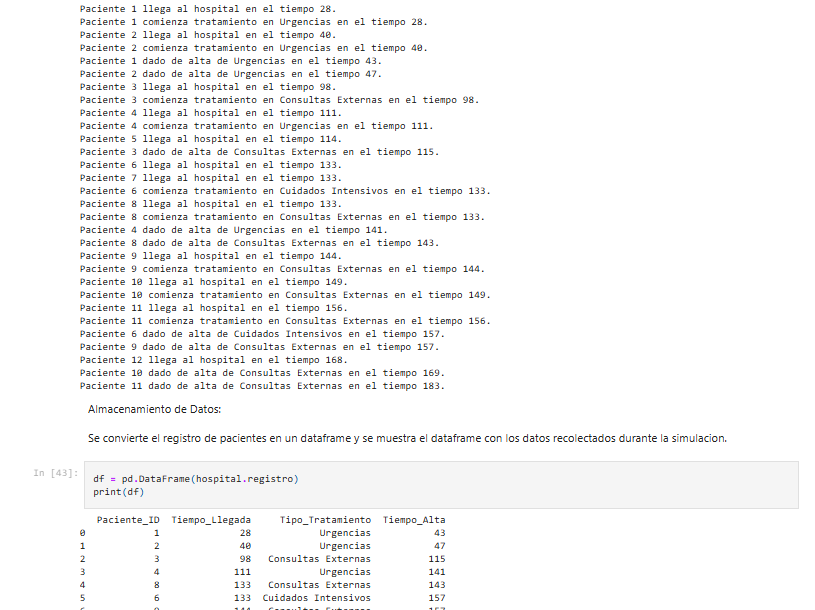 Paciente 1 llega al hospital en el tiempo 28.
Paciente 1 comienza tratamiento en Urgencias en el tiempo 28.
Paciente 2 llega al hospital en el tiempo 40.
Paciente 2 comienza tratamiento en Urgencias en el tiempo 40.
Paciente 1 dado de alta de Urgencias en el tiempo 43.
Paciente 2 dado de alta de Urgencias en el tiempo 47.
Paciente 3 llega al hospital en el tiempo 98.
Paciente 3 comienza tratamiento en Consultas Externas en el tiempo 98.
Paciente 4 llega al hospital en el tiempo 111.
Paciente 4 comienza tratamiento en Urgencias en el tiempo 111.
Paciente 5 llega al hospital en el tiempo 114.
Paciente 3 dado de alta de Consultas Externas en el tiempo 115.
Paciente 6 llega al hospital en el tiempo 133.
Paciente 7 llega al hospital en el tiempo 133.
Paciente 6 comienza tratamiento en Cuidados Intensivos en el tiempo 133.
Paciente 8 llega al hospital en el tiempo 133.
Paciente 8 comienza tratamiento en Consultas Externas en el tiempo 133.
Paciente 4 dado de alta de Urgencias en el tiempo 141.
Paciente 8 dado de alta de Consultas Externas en el tiempo 143.
Paciente 9 llega al hospital en el tiempo 144.
Paciente 9 comienza tratamiento en Consultas Externas en el tiempo 144.
Paciente 10 llega al hospital en el tiempo 149.
Paciente 10 comienza tratamiento en Consultas Externas en el tiempo 149.
Paciente 11 llega al hospital en el tiempo 156.
Paciente 11 comienza tratamiento en Consultas Externas en el tiempo 156.
Paciente 6 dado de alta de Cuidados Intensivos en el tiempo 157.
Paciente 9 dado de alta de Consultas Externas en el tiempo 157.
Paciente 12 llega al hospital en el tiempo 168.
Paciente 10 dado de alta de Consultas Externas en el tiempo 169.
Paciente 11 dado de alta de Consultas Externas en el tiempo 183.
Almacenamiento de Datos:
Se convierte el registro de pacientes en un dataframe y se muestra el dataframe con los datos recolectados durante la simulacion.
In [43]:
df = pd.DataFrame(hospital.registro)
print(df)
Paciente_ID Tiempo_Llegada Tipo_Tratamiento Tiempo_Alta
0 1 28 Urgencias 43
1 2 40 Urgencias 47
2 3 98 Consultas Externas 115
3 4 111 Urgencias 141
4 8 133 Consultas Externas 143
5 6 133 Cuidados Intensivos 157